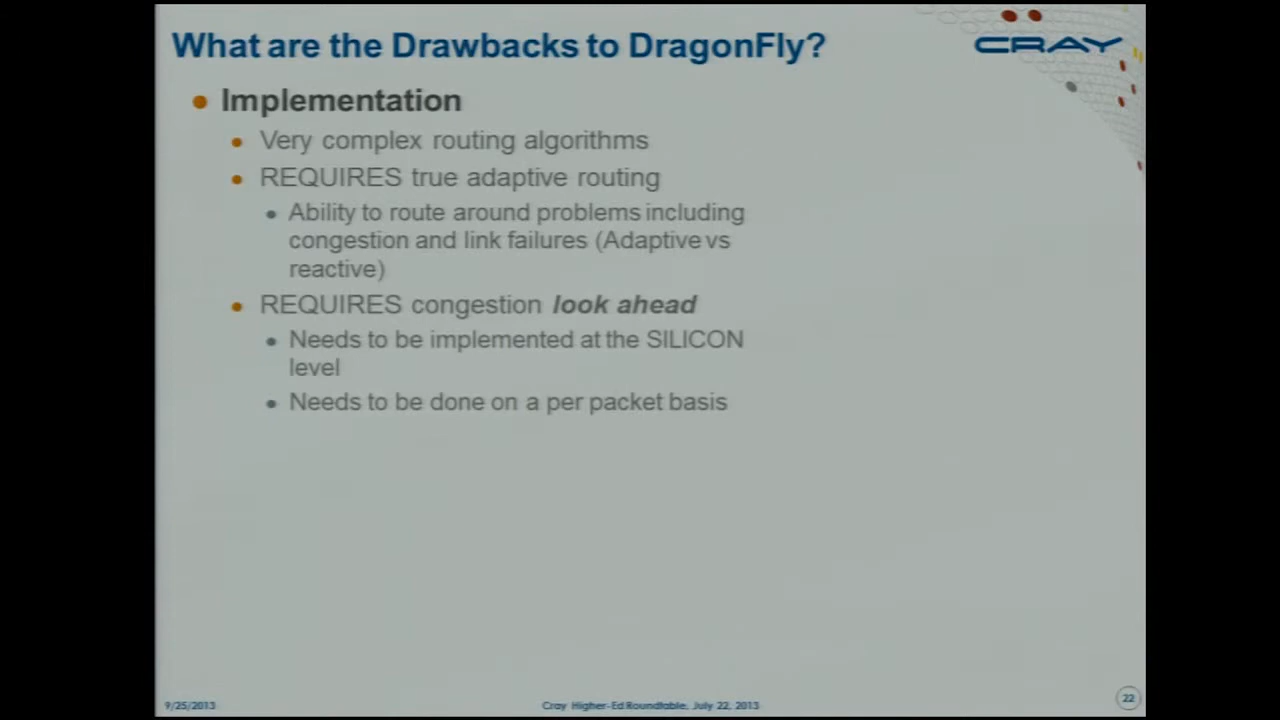 What are the Drawbacks to DragonFly?
CRAY
Implementation
Very complex routing algorithms
REQUIRES true adaptive routing
Ability to route around problems including
congestion and link failures (Adaptive vs
reactive)
REQUIRES congestion look ahead
Needs to be implemented at the SILICON
level
Needs to be done on a per packet basis
9/25/2013
Cray Higher-Ed Roundtable, July 22, 2013
22